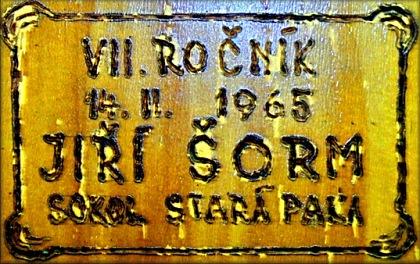 VII. ROČNÍK
14. II. 1965
JIŘÍ ŠORM
SOKOL STARÁ PAKA